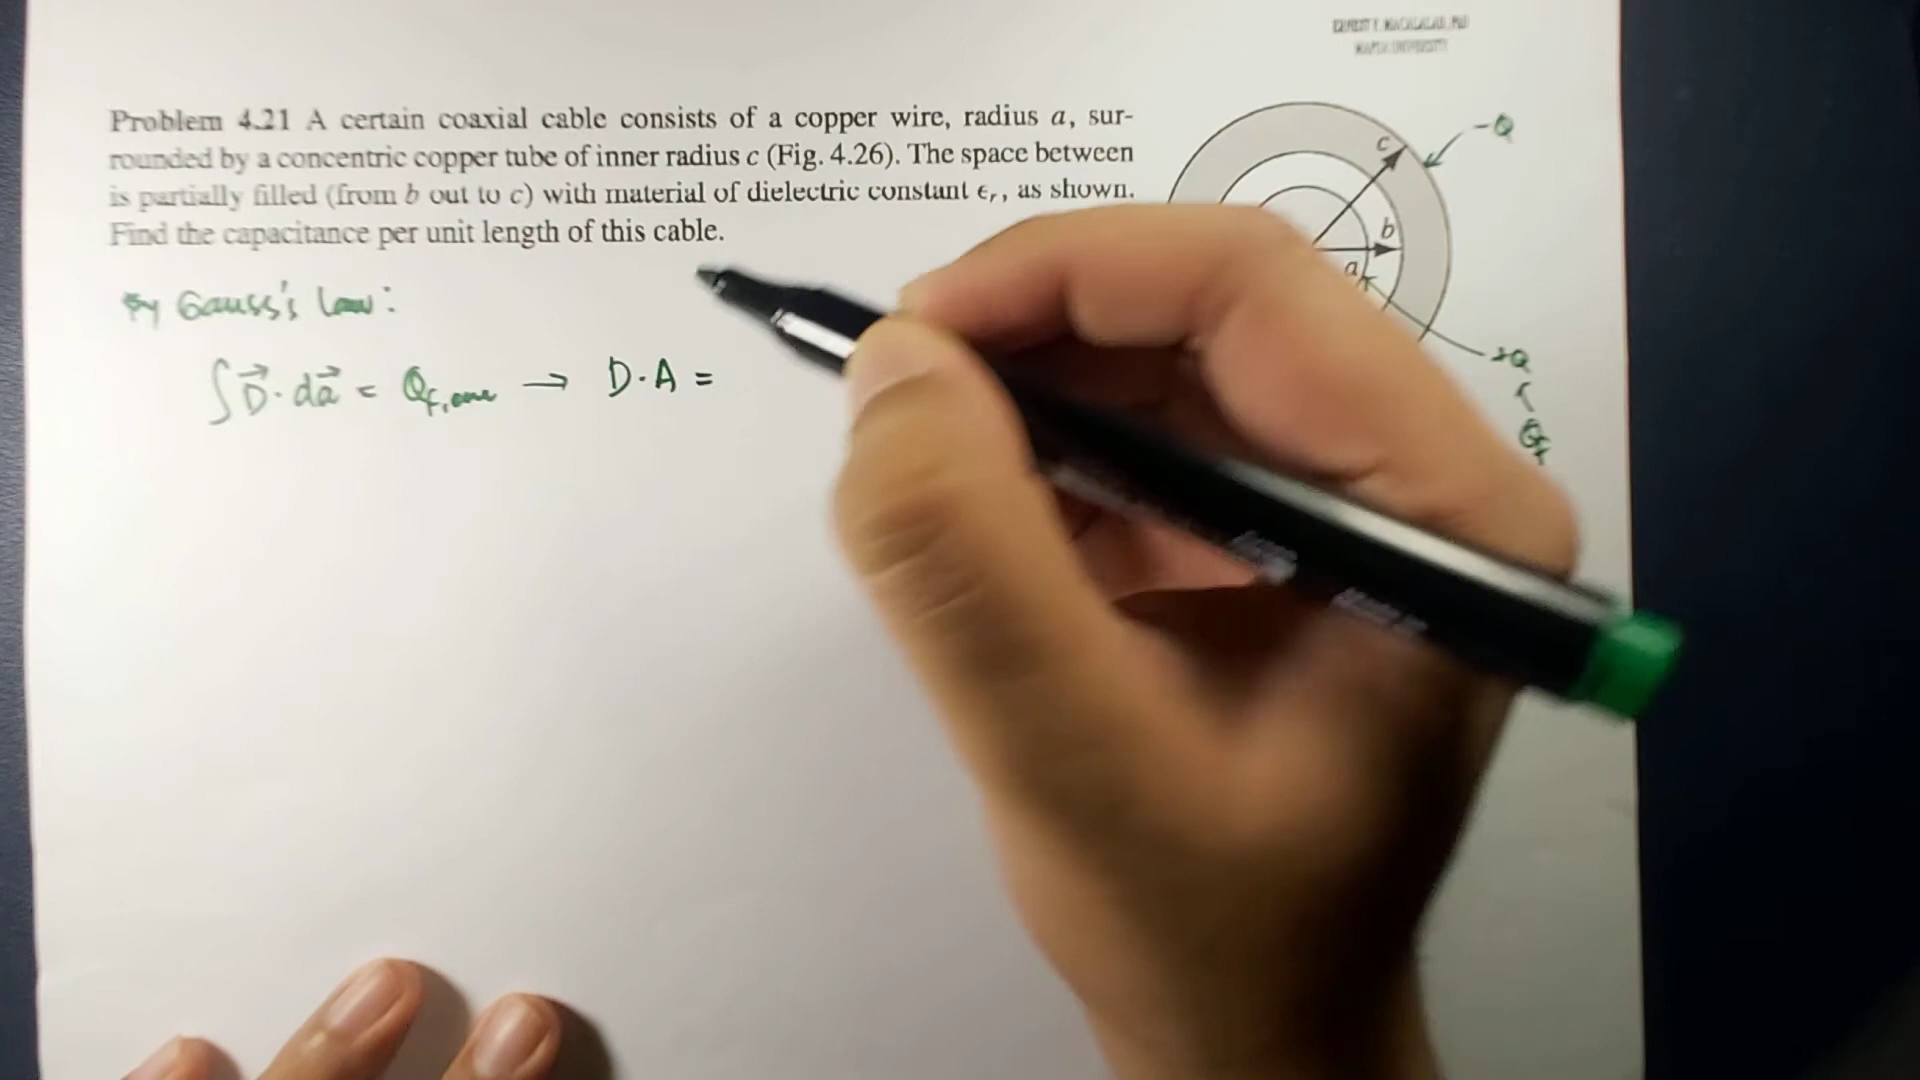 Problem 4.21 A certain coaxial cable consists of a copper wire, radius a, sur-
rounded by a concentric copper tube of inner radius c (Fig. 4.26). The space between
is partially filled (from b out to c) with material of dielectric constant ϵr, as shown.
Find the capacitance per unit length of this cable.
c
-Q
b
a
+Q
Qf
By Gauss's law:
∫D⃗·da⃗ = Qf,enc → D·A =